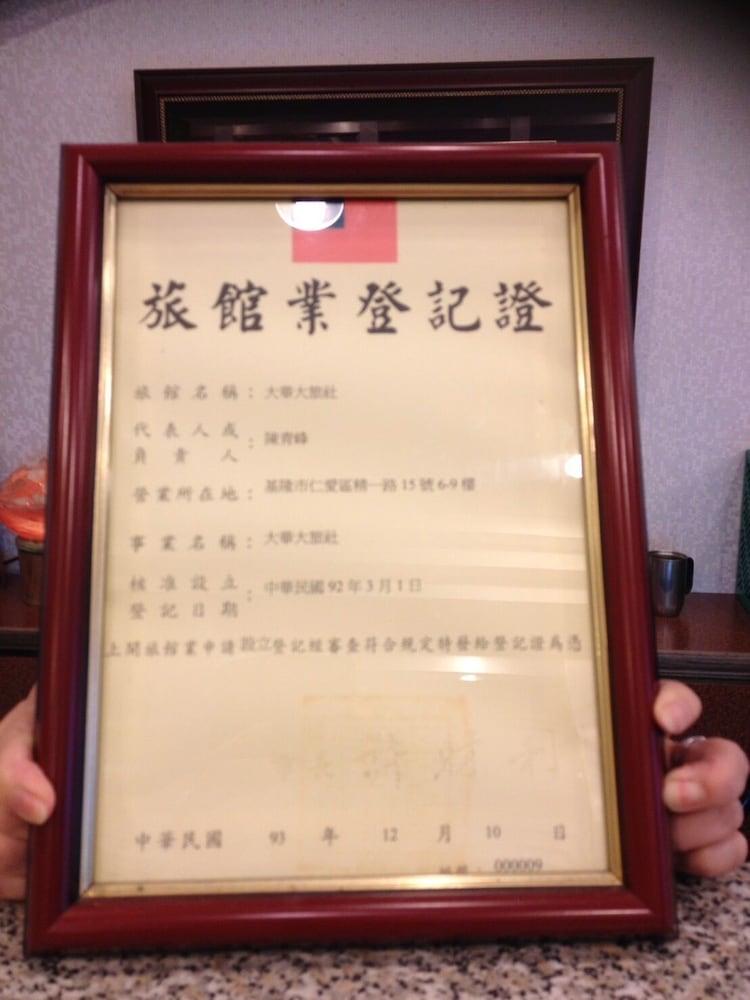 旅館業登記證
旅館名稱：大華大旅社
代表人或
負責人：陳青峰
營業所在地：基隆市仁愛區精一路15號6-9樓
事業名稱：大華大旅社
核准設立
登記日期：中華民國92年3月1日
上開旅館業申請設立登記經審查符合規定特發給登記證為憑
中華民國 93 年 12 月 10 日
000009